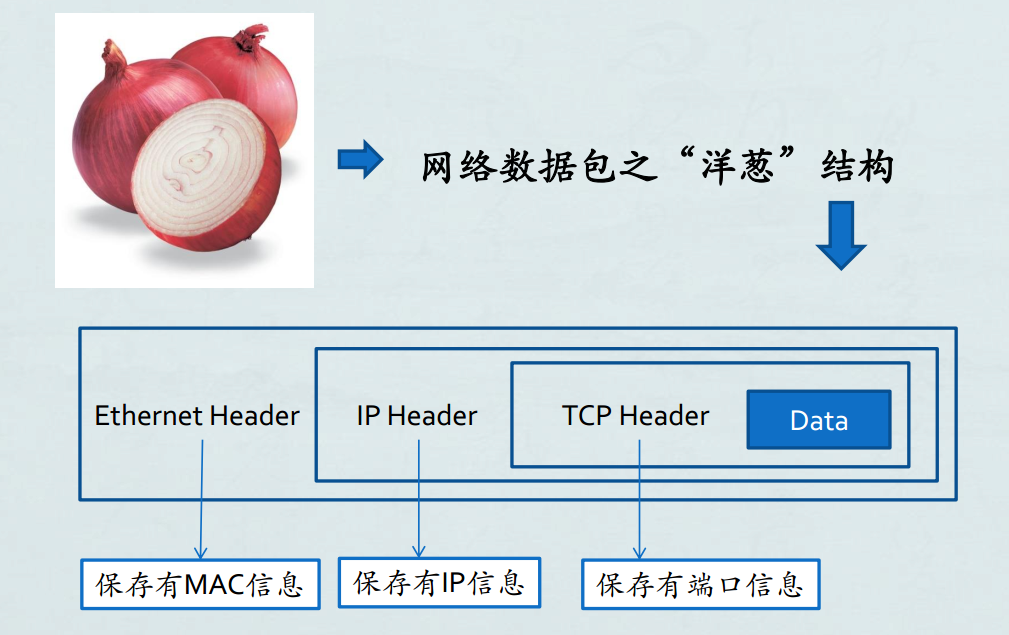 网络数据包之“洋葱”结构
Ethernet Header
IP Header
TCP Header
Data
保存有MAC信息
保存有IP信息
保存有端口信息